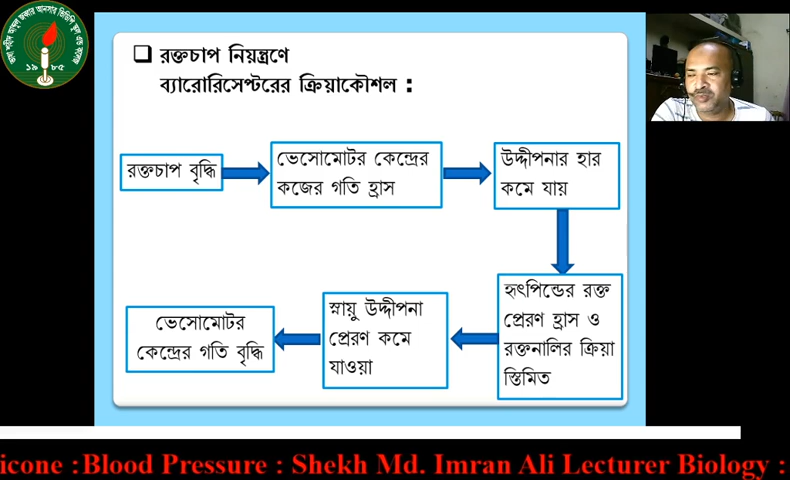 রক্তচাপ নিয়ন্ত্রণে
ব্যারোরিসেপ্টরের ক্রিয়াকৌশল :
রক্তচাপ বৃদ্ধি
ভেসোমোটর কেন্দ্রের
কজের গতি হ্রাস
উদ্দীপনার হার
কমে যায়
হৃৎপিন্ডের রক্ত
প্রেরণ হ্রাস ও
রক্তনালির ক্রিয়া
স্তিমিত
স্নায়ু উদ্দীপনা
প্রেরণ কমে
যাওয়া
ভেসোমোটর
কেন্দ্রের গতি বৃদ্ধি
১৯৮৫
icone :Blood Pressure : Shekh Md. Imran Ali Lecturer Biology :